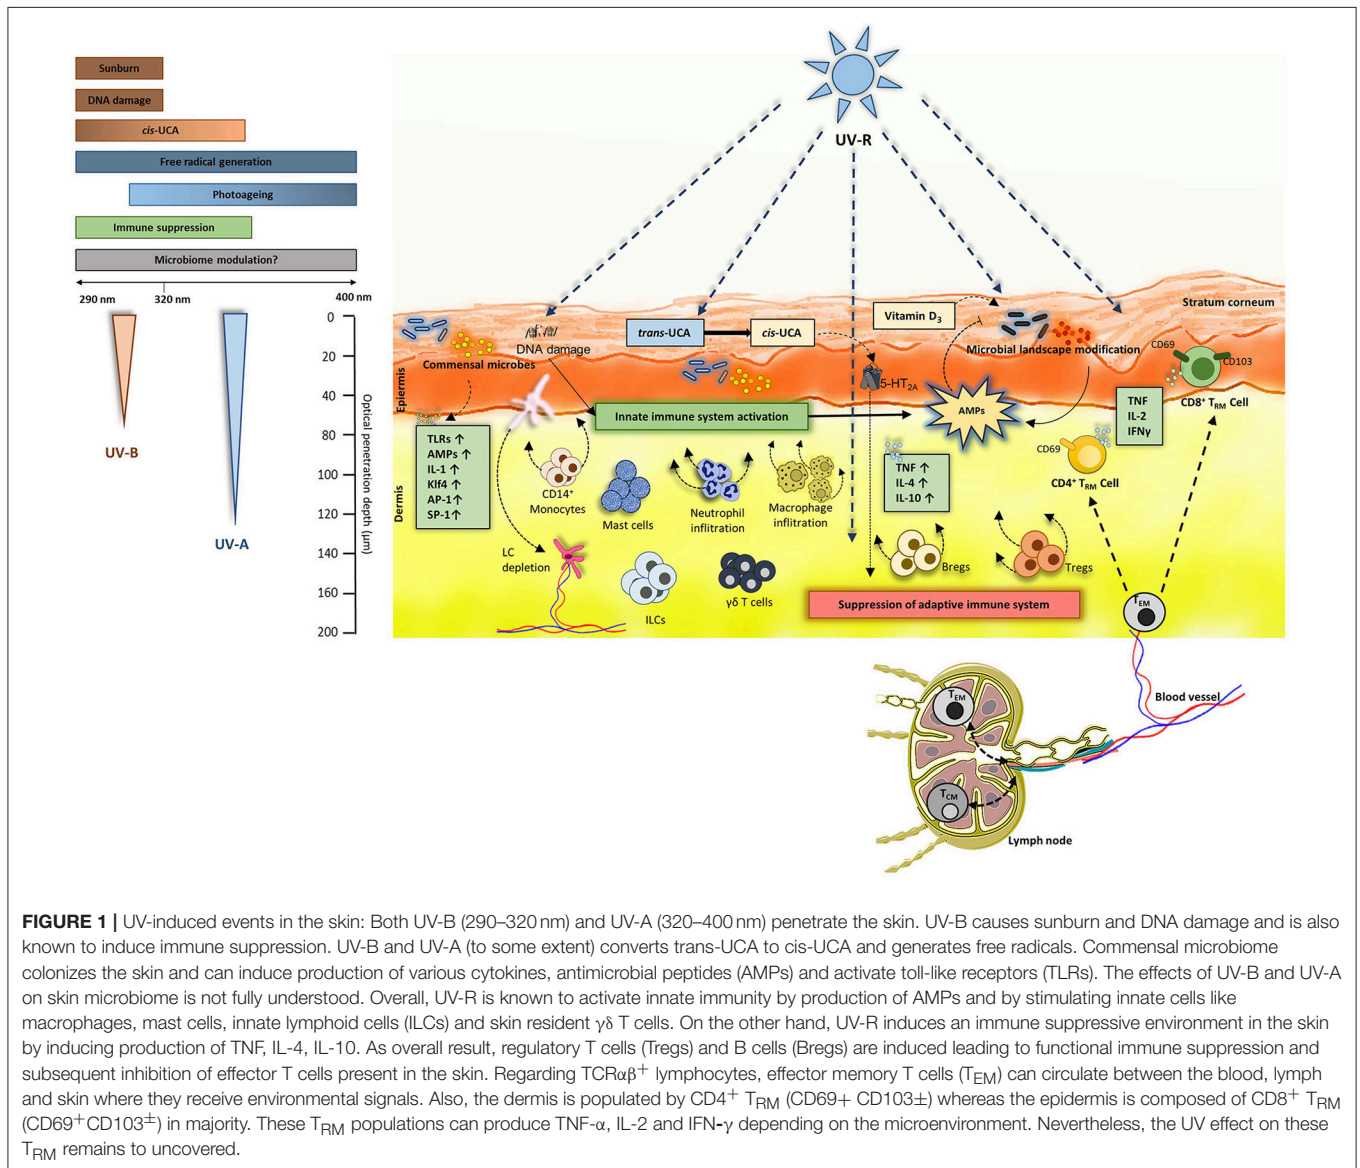 Sunburn
DNA damage
cis-UCA
Free radical generation
Photoageing
Immune suppression
Microbiome modulation?
290 nm
320 nm
400 nm
0
20
40
60
80
100
120
140
160
180
200
Optical penetration depth (µm)
UV-B
UV-A
UV-R
Stratum corneum
Epiermis
Dermis
Commensal microbes
DNA damage
trans-UCA
cis-UCA
Vitamin D3
Microbial landscape modification
5-HT2A
CD69
CD103
CD8+ TRM Cell
Innate immune system activation
AMPs
TNF
IL-2
IFNγ
TLRs ↑
AMPs ↑
IL-1 ↑
Klf4 ↑
AP-1↑
SP-1↑
CD14+
Monocytes
Mast cells
Neutrophil
inflitration
Macrophage
inflitration
TNF ↑
IL-4 ↑
IL-10 ↑
CD69
CD4+ TRM Cell
LC
depletion
ILCs
γδ T cells
Bregs
Tregs
Suppression of adaptive immune system
TEM
Blood vessel
TEM
TCM
Lymph node
FIGURE 1 | UV-induced events in the skin: Both UV-B (290–320 nm) and UV-A (320–400 nm) penetrate the skin. UV-B causes sunburn and DNA damage and is also
known to induce immune suppression. UV-B and UV-A (to some extent) converts trans-UCA to cis-UCA and generates free radicals. Commensal microbiome
colonizes the skin and can induce production of various cytokines, antimicrobial peptides (AMPs) and activate toll-like receptors (TLRs). The effects of UV-B and UV-A
on skin microbiome is not fully understood. Overall, UV-R is known to activate innate immunity by production of AMPs and by stimulating innate cells like
macrophages, mast cells, innate lymphoid cells (ILCs) and skin resident γδ T cells. On the other hand, UV-R induces an immune suppressive environment in the skin
by inducing production of TNF, IL-4, IL-10. As overall result, regulatory T cells (Tregs) and B cells (Bregs) are induced leading to functional immune suppression and
subsequent inhibition of effector T cells present in the skin. Regarding TCRαβ+ lymphocytes, effector memory T cells (TEM) can circulate between the blood, lymph
and skin where they receive environmental signals. Also, the dermis is populated by CD4+ TRM (CD69+ CD103±) whereas the epidermis is composed of CD8+ TRM
(CD69+CD103±) in majority. These TRM populations can produce TNF-α, IL-2 and IFN-γ depending on the microenvironment. Nevertheless, the UV effect on these
TRM remains to uncovered.